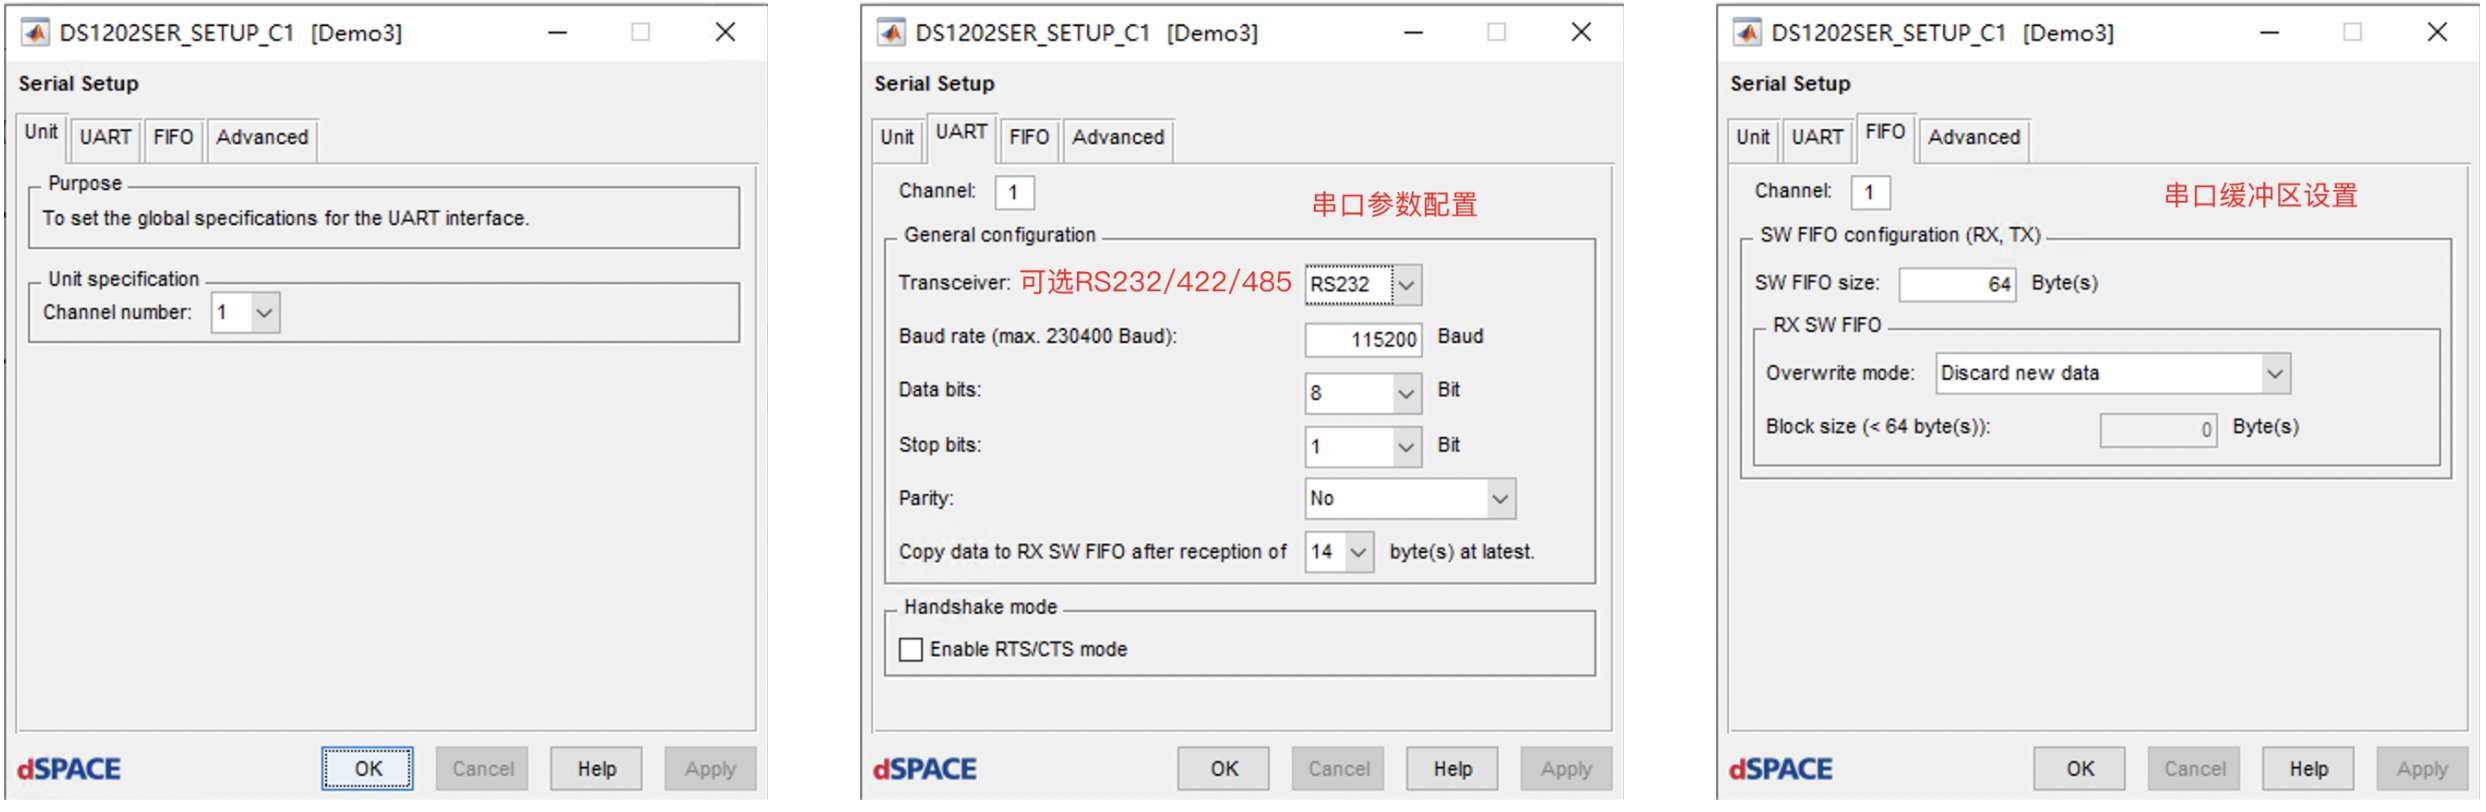 DS1202SER_SETUP_C1 [Demo3]
Serial Setup
Unit UART FIFO Advanced
Purpose
To set the global specifications for the UART interface.
Unit specification
Channel number: 1
dSPACE OK Cancel Help Apply
DS1202SER_SETUP_C1 [Demo3]
Serial Setup
Unit UART FIFO Advanced
Channel: 1
串口参数配置
General configuration
Transceiver: 可选RS232/422/485 RS232
Baud rate (max. 230400 Baud): 115200 Baud
Data bits: 8 Bit
Stop bits: 1 Bit
Parity: No
Copy data to RX SW FIFO after reception of 14 byte(s) at latest.
Handshake mode
Enable RTS/CTS mode
dSPACE OK Cancel Help Apply
DS1202SER_SETUP_C1 [Demo3]
Serial Setup
Unit UART FIFO Advanced
Channel: 1
串口缓冲区设置
SW FIFO configuration (RX, TX)
SW FIFO size: 64 Byte(s)
RX SW FIFO
Overwrite mode: Discard new data
Block size (< 64 byte(s)): 0 Byte(s)
dSPACE OK Cancel Help Apply